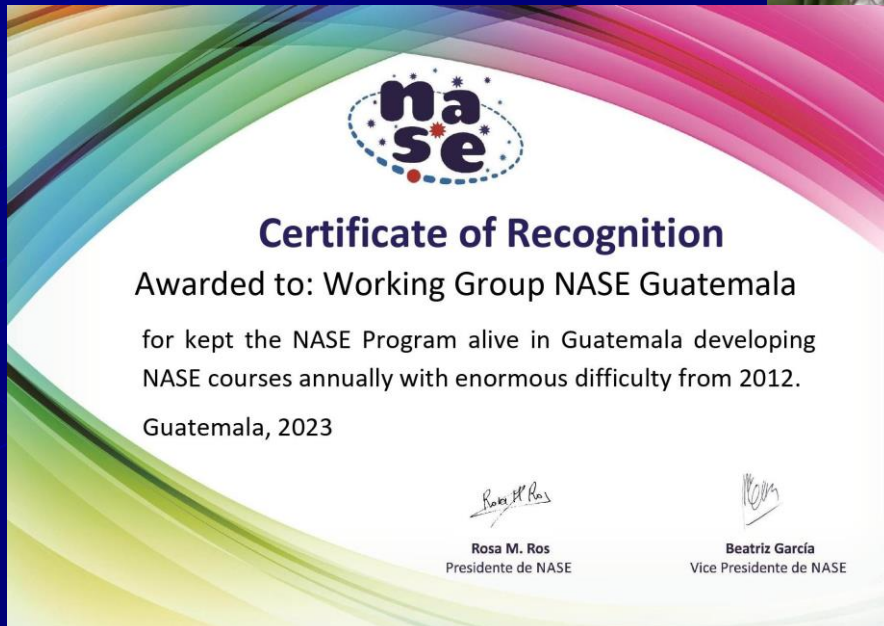 nase
Certificate of Recognition
Awarded to: Working Group NASE Guatemala
for kept the NASE Program alive in Guatemala developing
NASE courses annually with enormous difficulty from 2012.
Guatemala, 2023
Rosa M. Ros
Rosa M. Ros
Presidente de NASE
Beatriz García
Vice Presidente de NASE